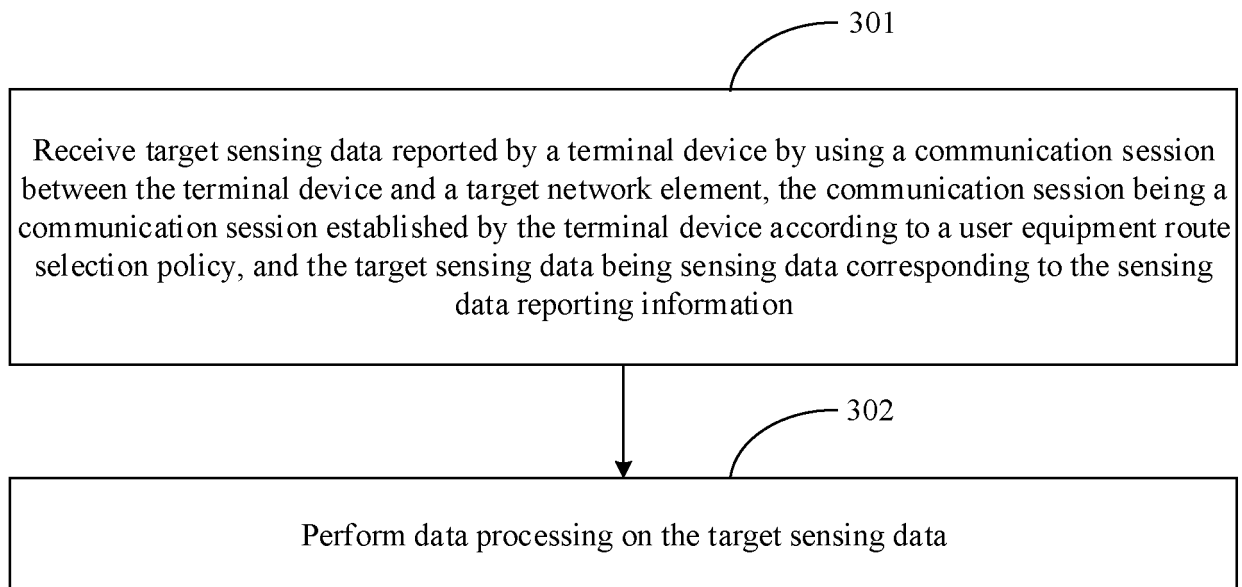 301
Receive target sensing data reported by a terminal device by using a communication session
between the terminal device and a target network element, the communication session being a
communication session established by the terminal device according to a user equipment route
selection policy, and the target sensing data being sensing data corresponding to the sensing
data reporting information
302
Perform data processing on the target sensing data